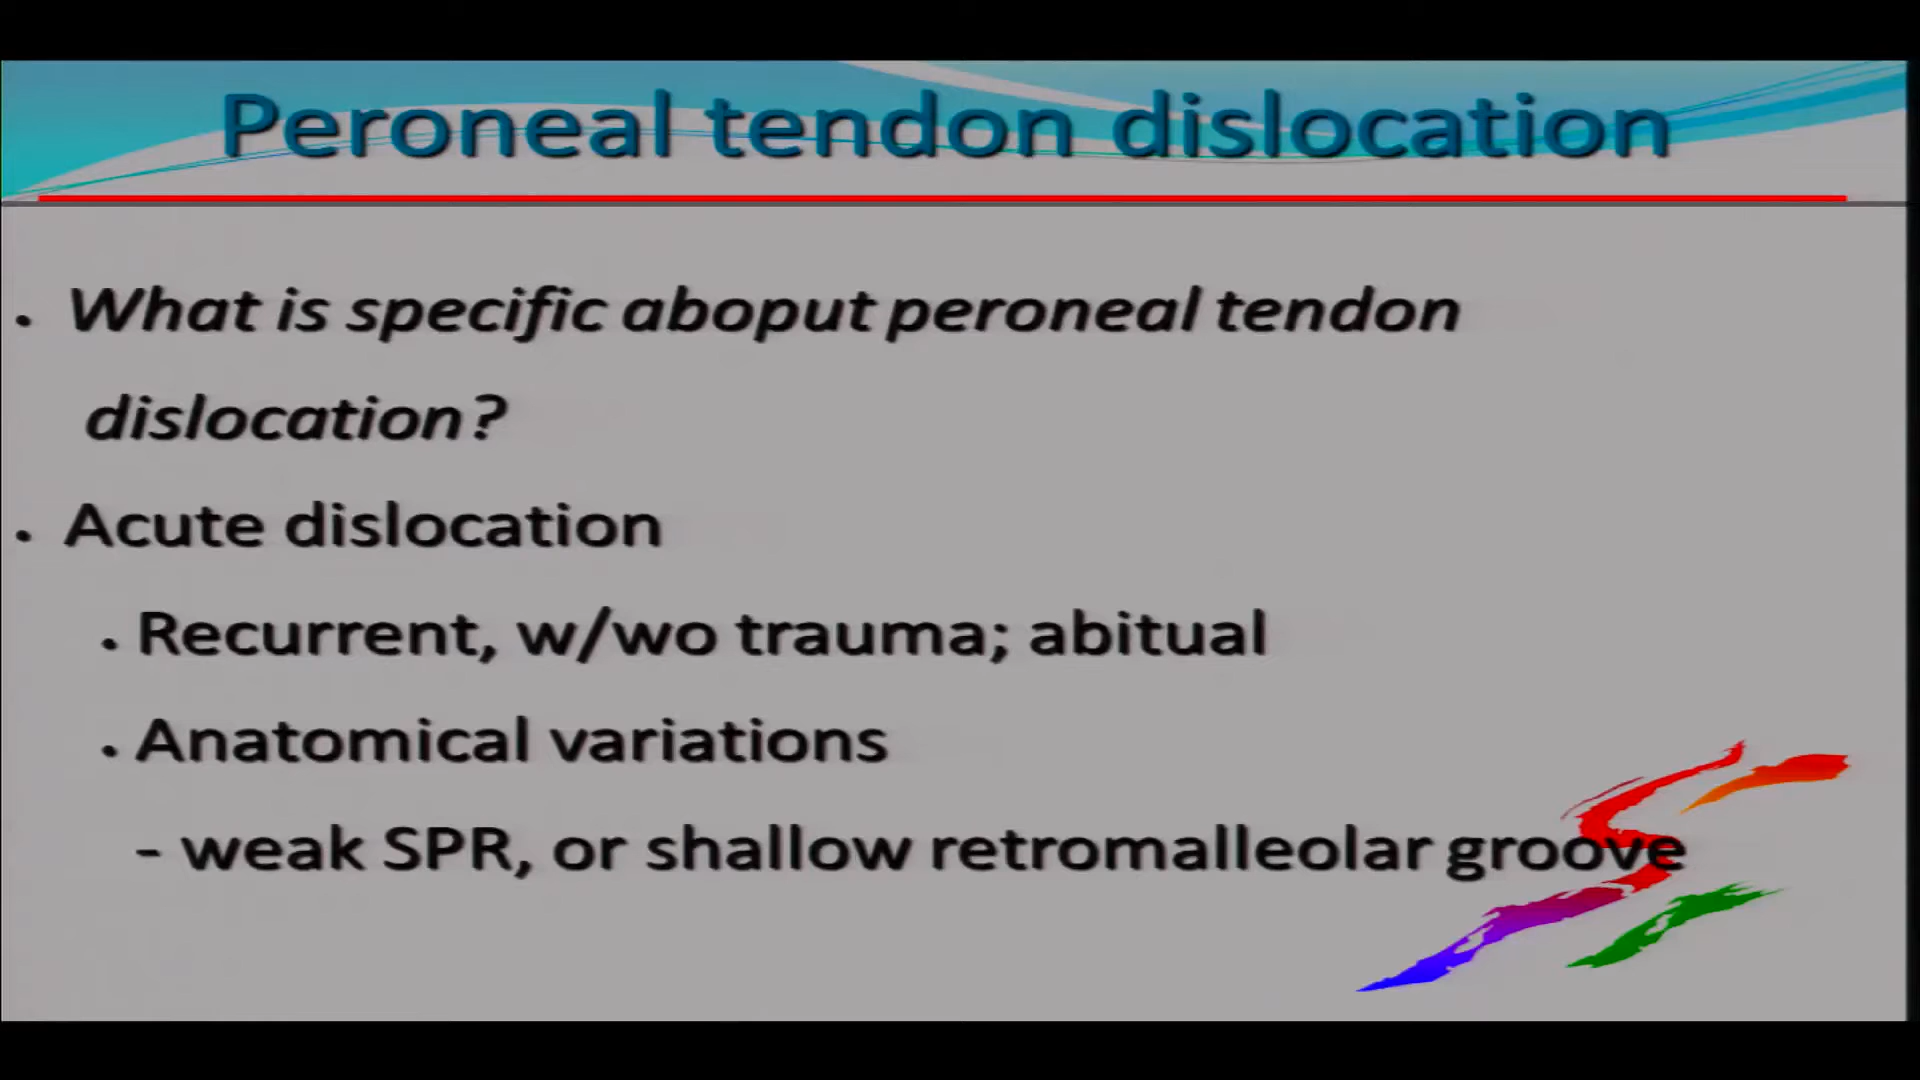 Peroneal tendon dislocation
• What is specific aboput peroneal tendon
dislocation?
• Acute dislocation
• Recurrent, w/wo trauma; abitual
• Anatomical variations
- weak SPR, or shallow retromalleolar groove